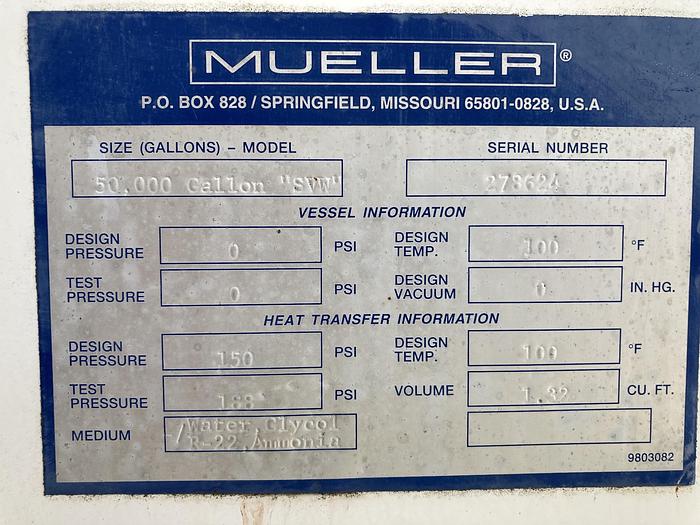 MUELLER®
P.O. BOX 828 / SPRINGFIELD, MISSOURI 65801-0828, U.S.A.
SIZE (GALLONS) – MODEL SERIAL NUMBER
50,000 Gallon "SVW" 278624
VESSEL INFORMATION
DESIGN PRESSURE 0 PSI DESIGN TEMP. 100 °F
TEST PRESSURE 0 PSI DESIGN VACUUM 0 IN. HG.
HEAT TRANSFER INFORMATION
DESIGN PRESSURE 150 PSI DESIGN TEMP. 100 °F
TEST PRESSURE 188 PSI VOLUME 1.32 CU. FT.
MEDIUM Water, Glycol
R-22, Ammonia
9803082